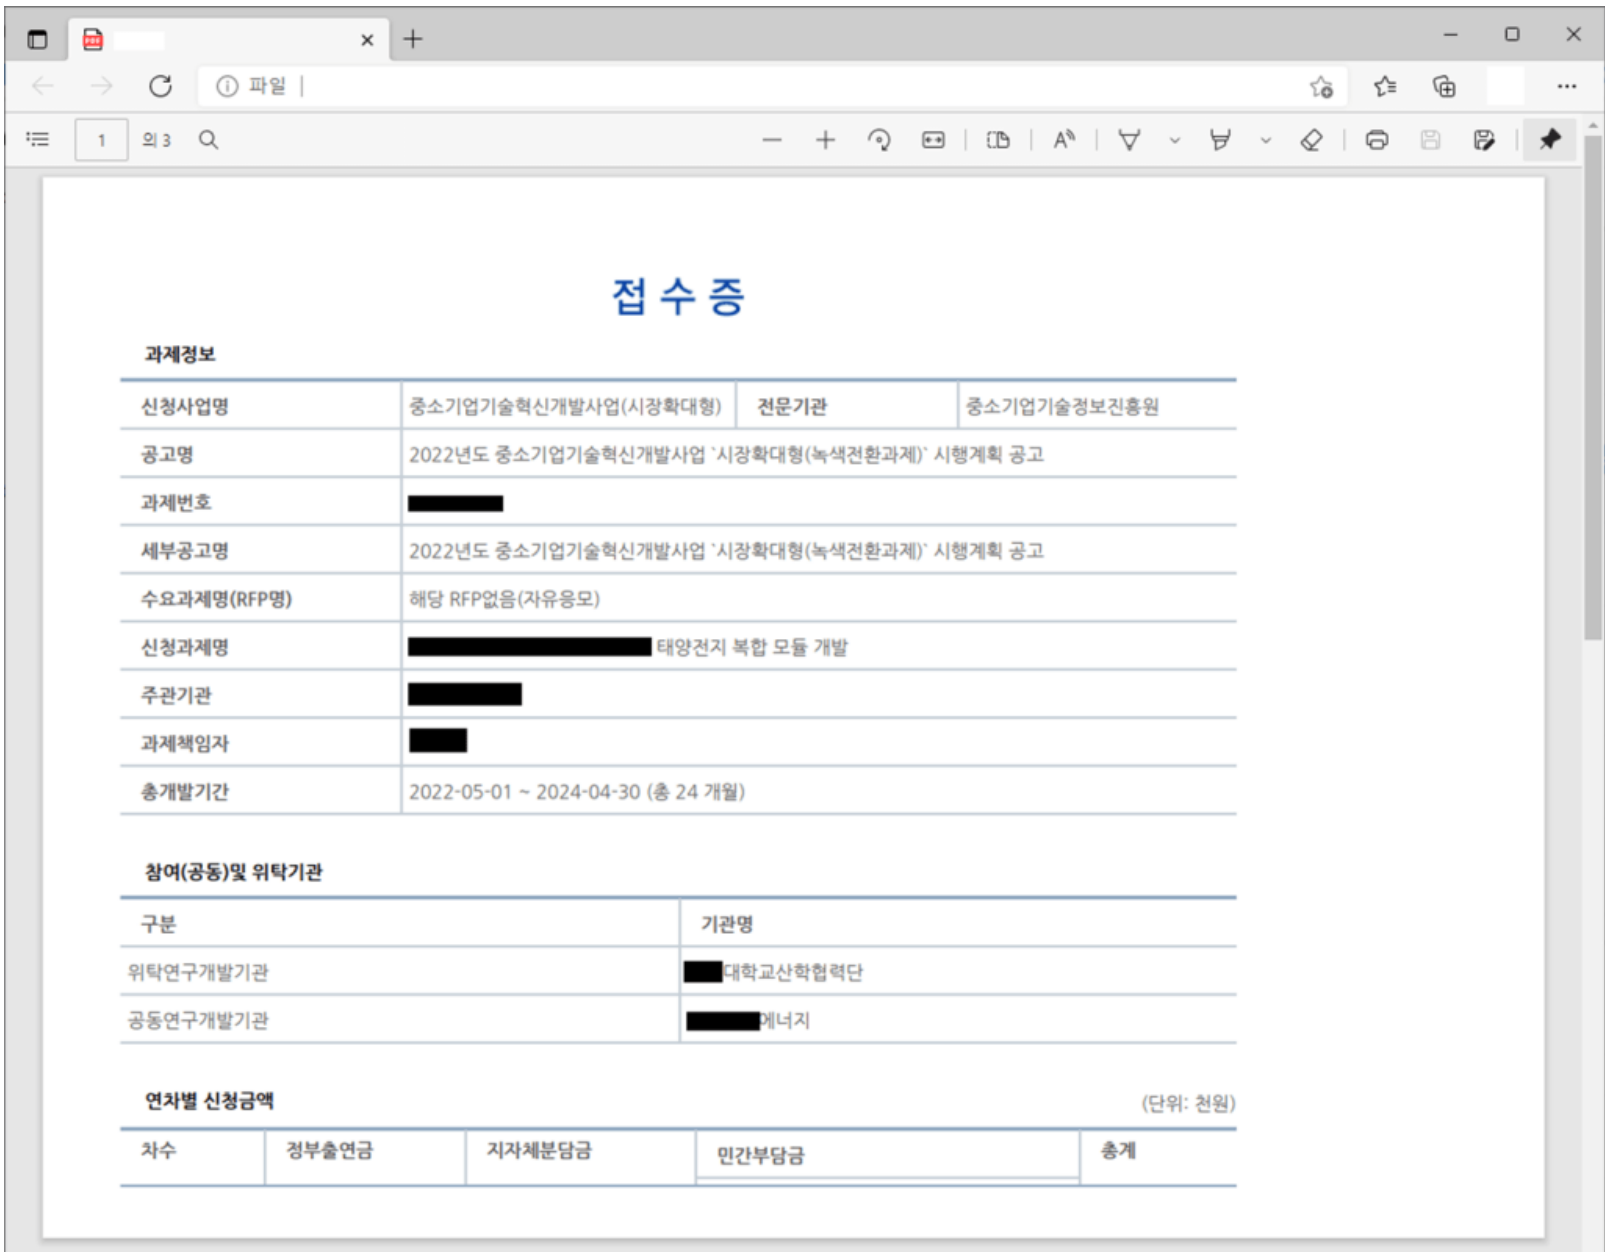 파일
1 의 3
접 수 증
과제정보
신청사업명 중소기업기술혁신개발사업(시장확대형) 전문기관 중소기업기술정보진흥원
공고명 2022년도 중소기업기술혁신개발사업 `시장확대형(녹색전환과제)` 시행계획 공고
과제번호
세부공고명 2022년도 중소기업기술혁신개발사업 `시장확대형(녹색전환과제)` 시행계획 공고
수요과제명(RFP명) 해당 RFP없음(자유응모)
신청과제명 태양전지 복합 모듈 개발
주관기관
과제책임자
총개발기간 2022-05-01 ~ 2024-04-30 (총 24 개월)
참여(공동)및 위탁기관
구분 기관명
위탁연구개발기관 대학교산학협력단
공동연구개발기관 에너지
연차별 신청금액 (단위: 천원)
차수 정부출연금 지자체분담금 민간부담금 총계